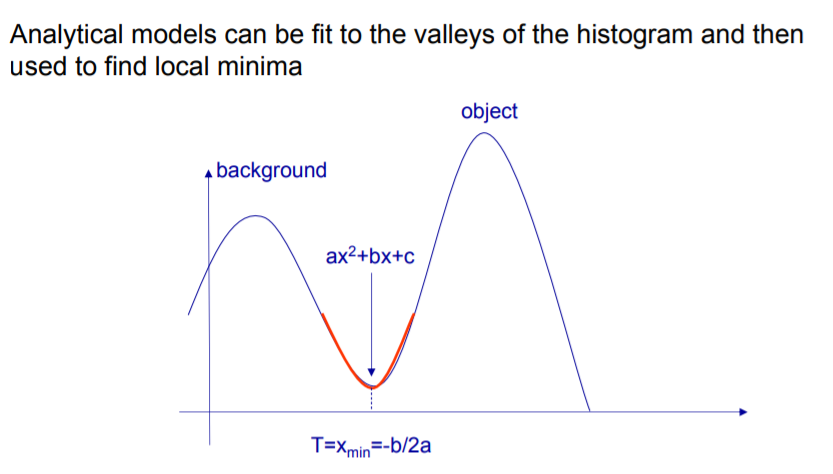 Analytical models can be fit to the valleys of the histogram and then
used to find local minima
object
background
ax²+bx+c
T=xₘᵢₙ=-b/2a